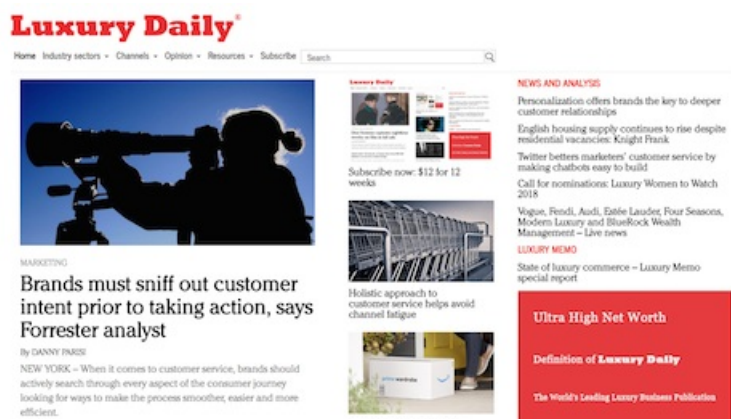 Luxury Daily®
Home Industry sectors Channels Opinion Resources Subscribe Search
MARKETING
Brands must sniff out customer
intent prior to taking action, says
Forrester analyst
By DANNY PARISI
NEW YORK – When it comes to customer service, brands should
actively search through every aspect of the consumer journey
looking for ways to make the process smoother, easier and more
efficient.
Luxury Daily
Subscribe now: $12 for 12
weeks
Holistic approach to
customer service helps avoid
channel fatigue
prime wardrobe
NEWS AND ANALYSIS
Personalization offers brands the key to deeper
customer relationships
English housing supply continues to rise despite
residential vacancies: Knight Frank
Twitter betters marketers' customer service by
making chatbots easy to build
Call for nominations: Luxury Women to Watch
2018
Vogue, Fendi, Audi, Estée Lauder, Four Seasons,
Modern Luxury and BlueRock Wealth
Management – Live news
LUXURY MEMO
State of luxury commerce – Luxury Memo
special report
Ultra High Net Worth
Definition of Luxury Daily
The World's Leading Luxury Business Publication